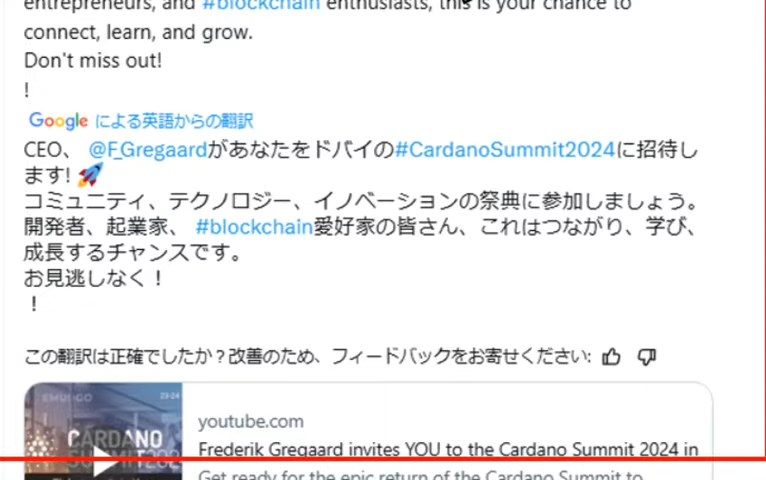 entrepreneurs, and #blockchain enthusiasts, this is your chance to
connect, learn, and grow.
Don't miss out!
!
Google による英語からの翻訳
CEO、 @F_Gregaardがあなたをドバイの#CardanoSummit2024に招待し
ます! 🚀
コミュニティ、テクノロジー、イノベーションの祭典に参加しましょう。
開発者、起業家、 #blockchain愛好家の皆さん、これはつながり、学び、
成長するチャンスです。
お見逃しなく！
！
この翻訳は正確でしたか？改善のため、フィードバックをお寄せください:
EMURGO 23-24
CARDANO
SUMMIT202
youtube.com
Frederik Gregaard invites YOU to the Cardano Summit 2024 in
Get ready for the epic return of the Cardano Summit to